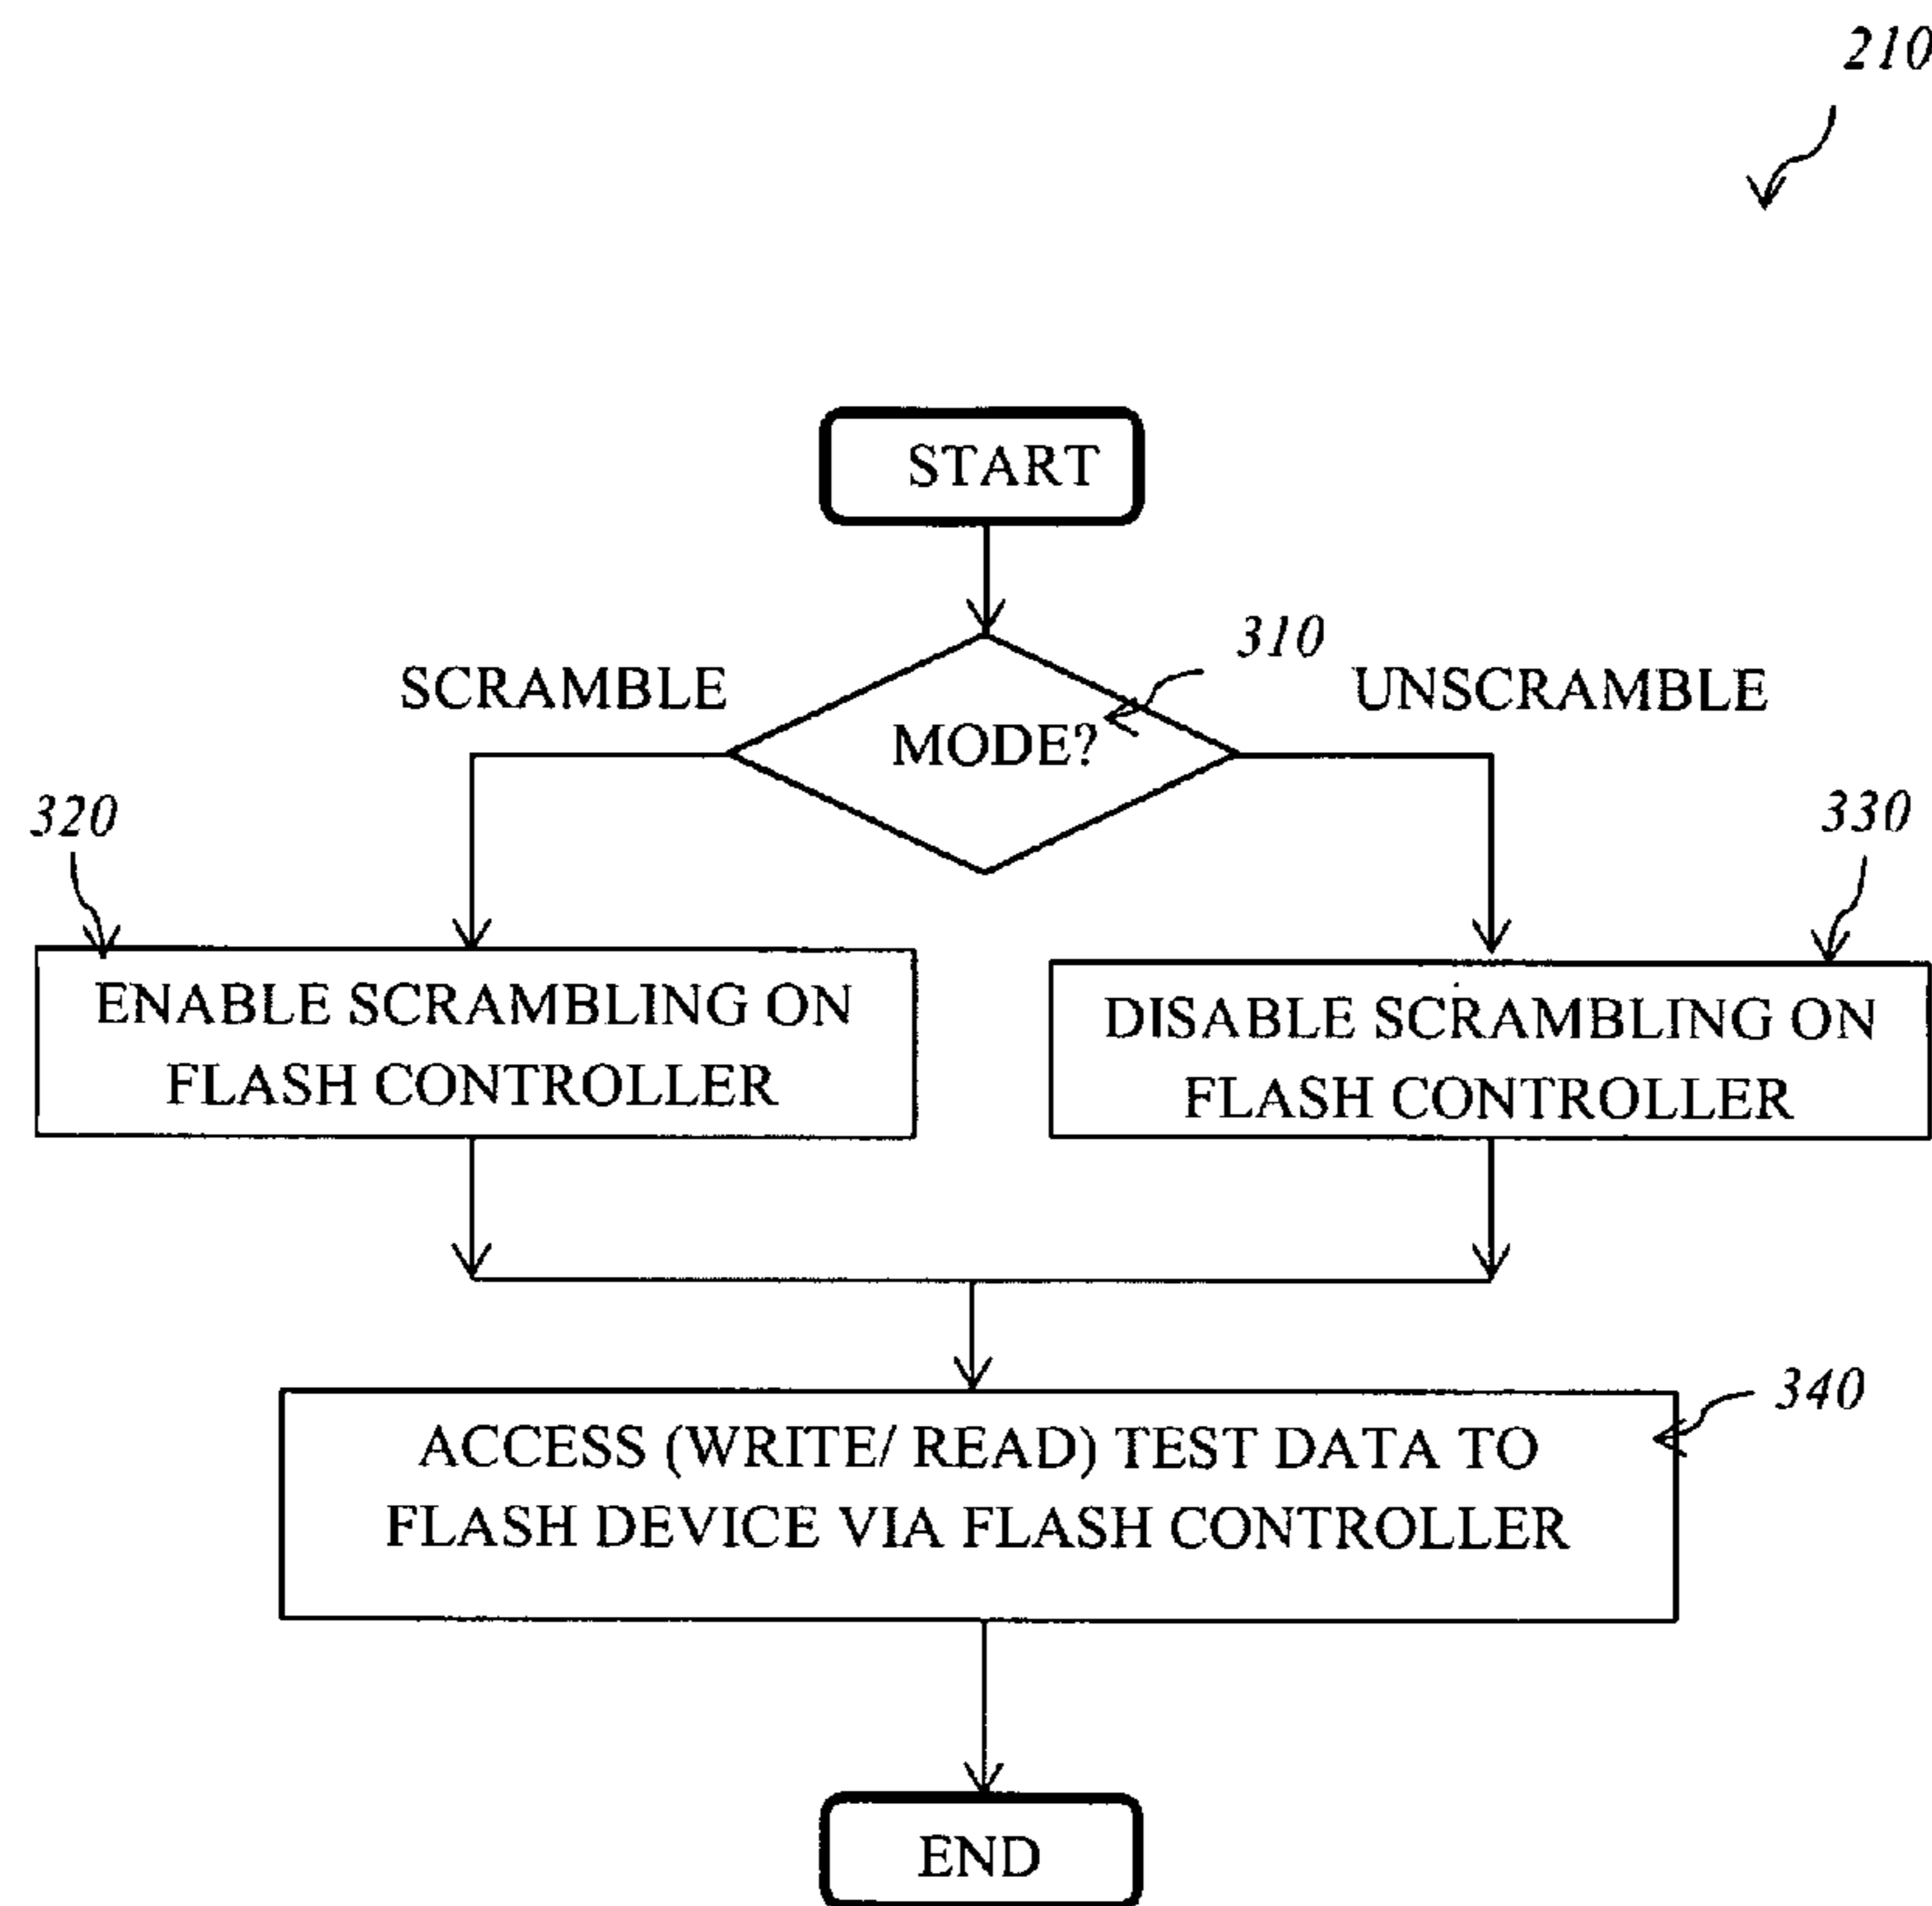 210
START
310
SCRAMBLE
UNSCRAMBLE
MODE?
320
330
ENABLE SCRAMBLING ON
FLASH CONTROLLER
DISABLE SCRAMBLING ON
FLASH CONTROLLER
340
ACCESS (WRITE/ READ) TEST DATA TO
FLASH DEVICE VIA FLASH CONTROLLER
END